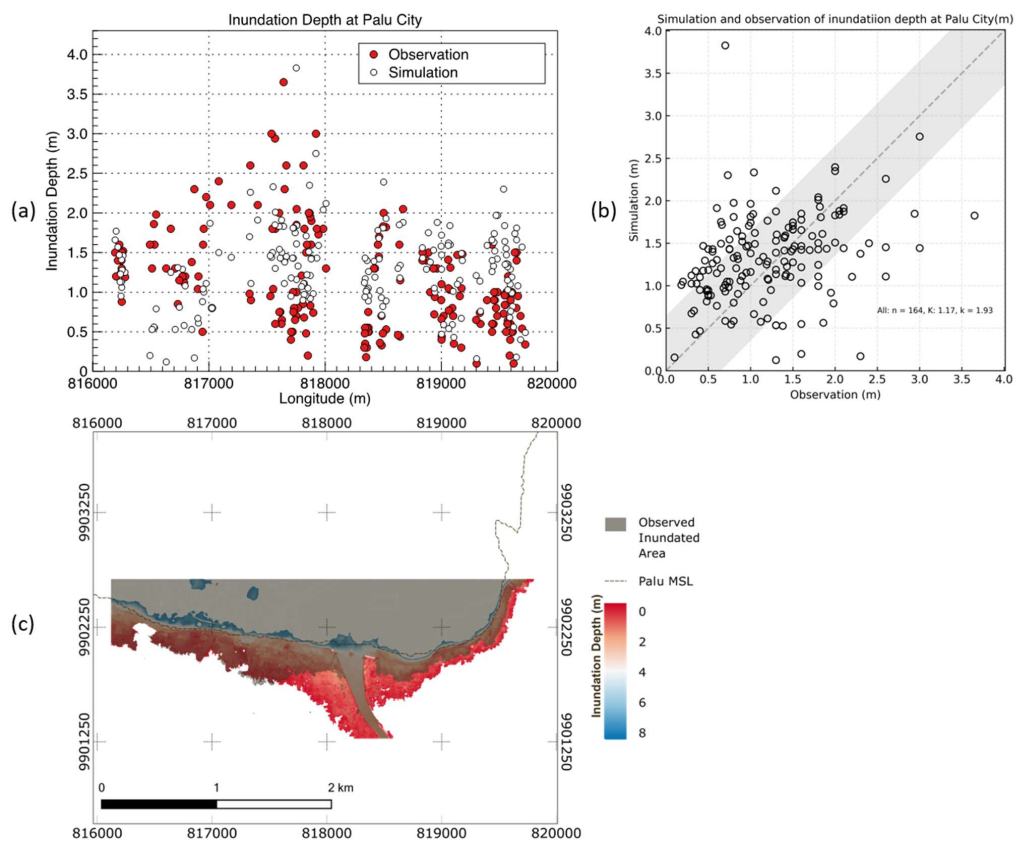 Inundation Depth at Palu City
Observation
Simulation
4.0
3.5
3.0
2.5
2.0
1.5
1.0
0.5
0
Inundation Depth (m)
816000 817000 818000 819000 820000
Longitude (m)
(a)
Simulation and observation of inundatiion depth at Palu City(m)
4.0
3.5
3.0
2.5
2.0
1.5
1.0
0.5
0.0
Simulation (m)
All: n = 164, K: 1.17, k = 1.93
0.0 0.5 1.0 1.5 2.0 2.5 3.0 3.5 4.0
Observation (m)
(b)
816000 817000 818000 819000 820000
9903250
9902250
9901250
9903250
9902250
9901250
(c)
0 1 2 km
816000 817000 818000 819000 820000
Observed
Inundated
Area
Palu MSL
Inundation Depth (m)
0
2
4
6
8